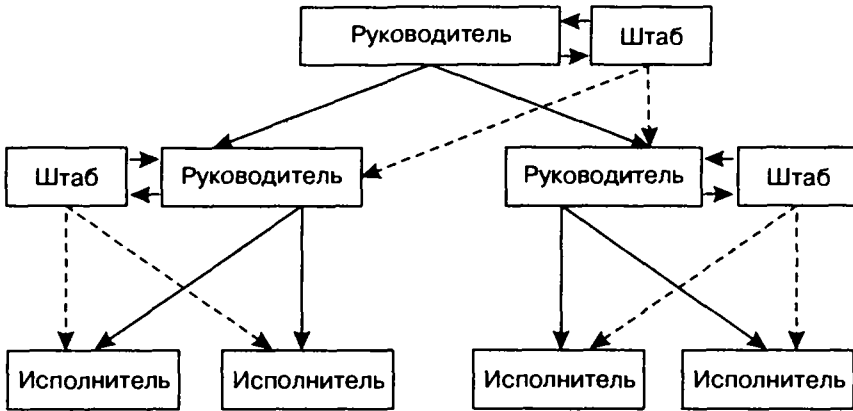 Руководитель
Штаб
Штаб
Руководитель
Руководитель
Штаб
Исполнитель
Исполнитель
Исполнитель
Исполнитель